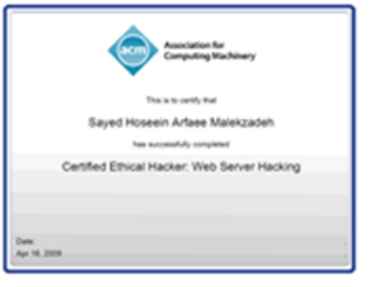 acm
Association for
Computing Machinery
This is to certify that
Sayed Hoseein Arfaee Malekzadeh
has successfully completed
Certified Ethical Hacker: Web Server Hacking
Date:
Apr 16, 2009